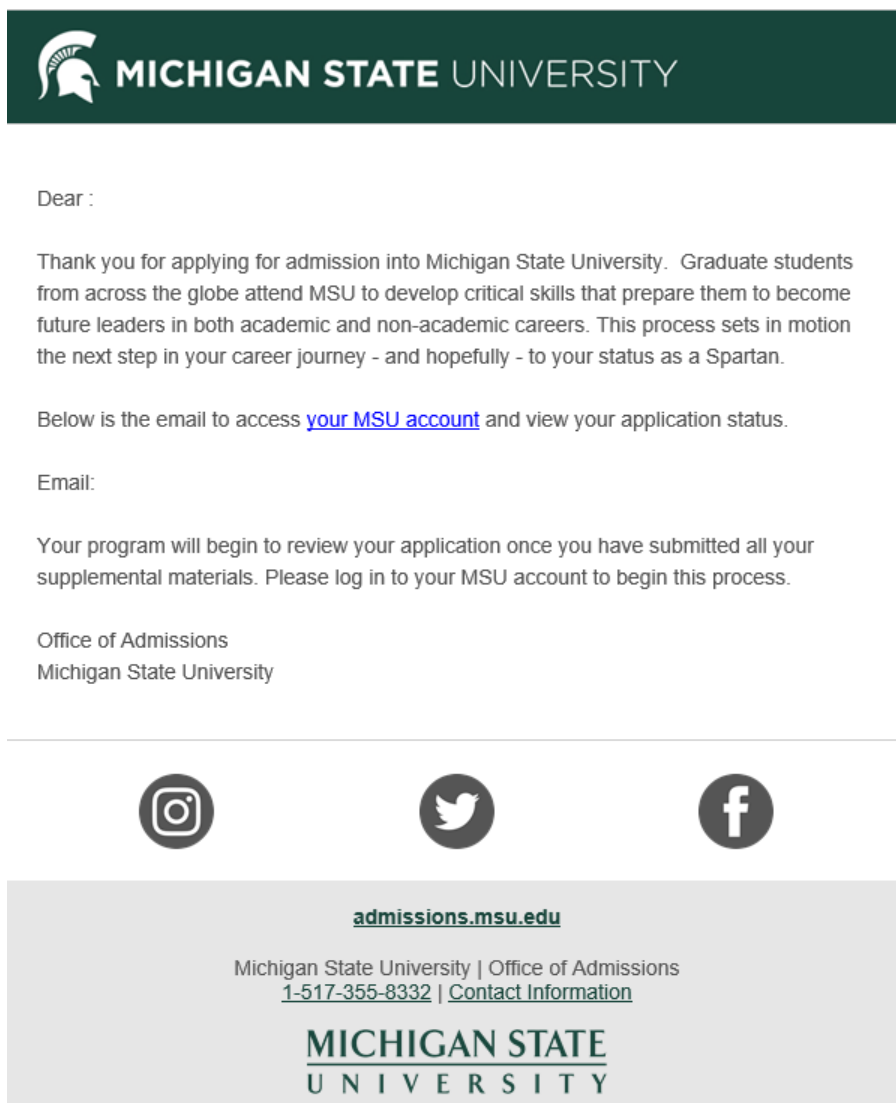 MICHIGAN STATE UNIVERSITY
Dear :
Thank you for applying for admission into Michigan State University.  Graduate students
from across the globe attend MSU to develop critical skills that prepare them to become
future leaders in both academic and non-academic careers. This process sets in motion
the next step in your career journey - and hopefully - to your status as a Spartan.
Below is the email to access your MSU account and view your application status.
Email:
Your program will begin to review your application once you have submitted all your
supplemental materials. Please log in to your MSU account to begin this process.
Office of Admissions
Michigan State University
admissions.msu.edu
Michigan State University | Office of Admissions
1-517-355-8332 | Contact Information
MICHIGAN STATE
UNIVERSITY